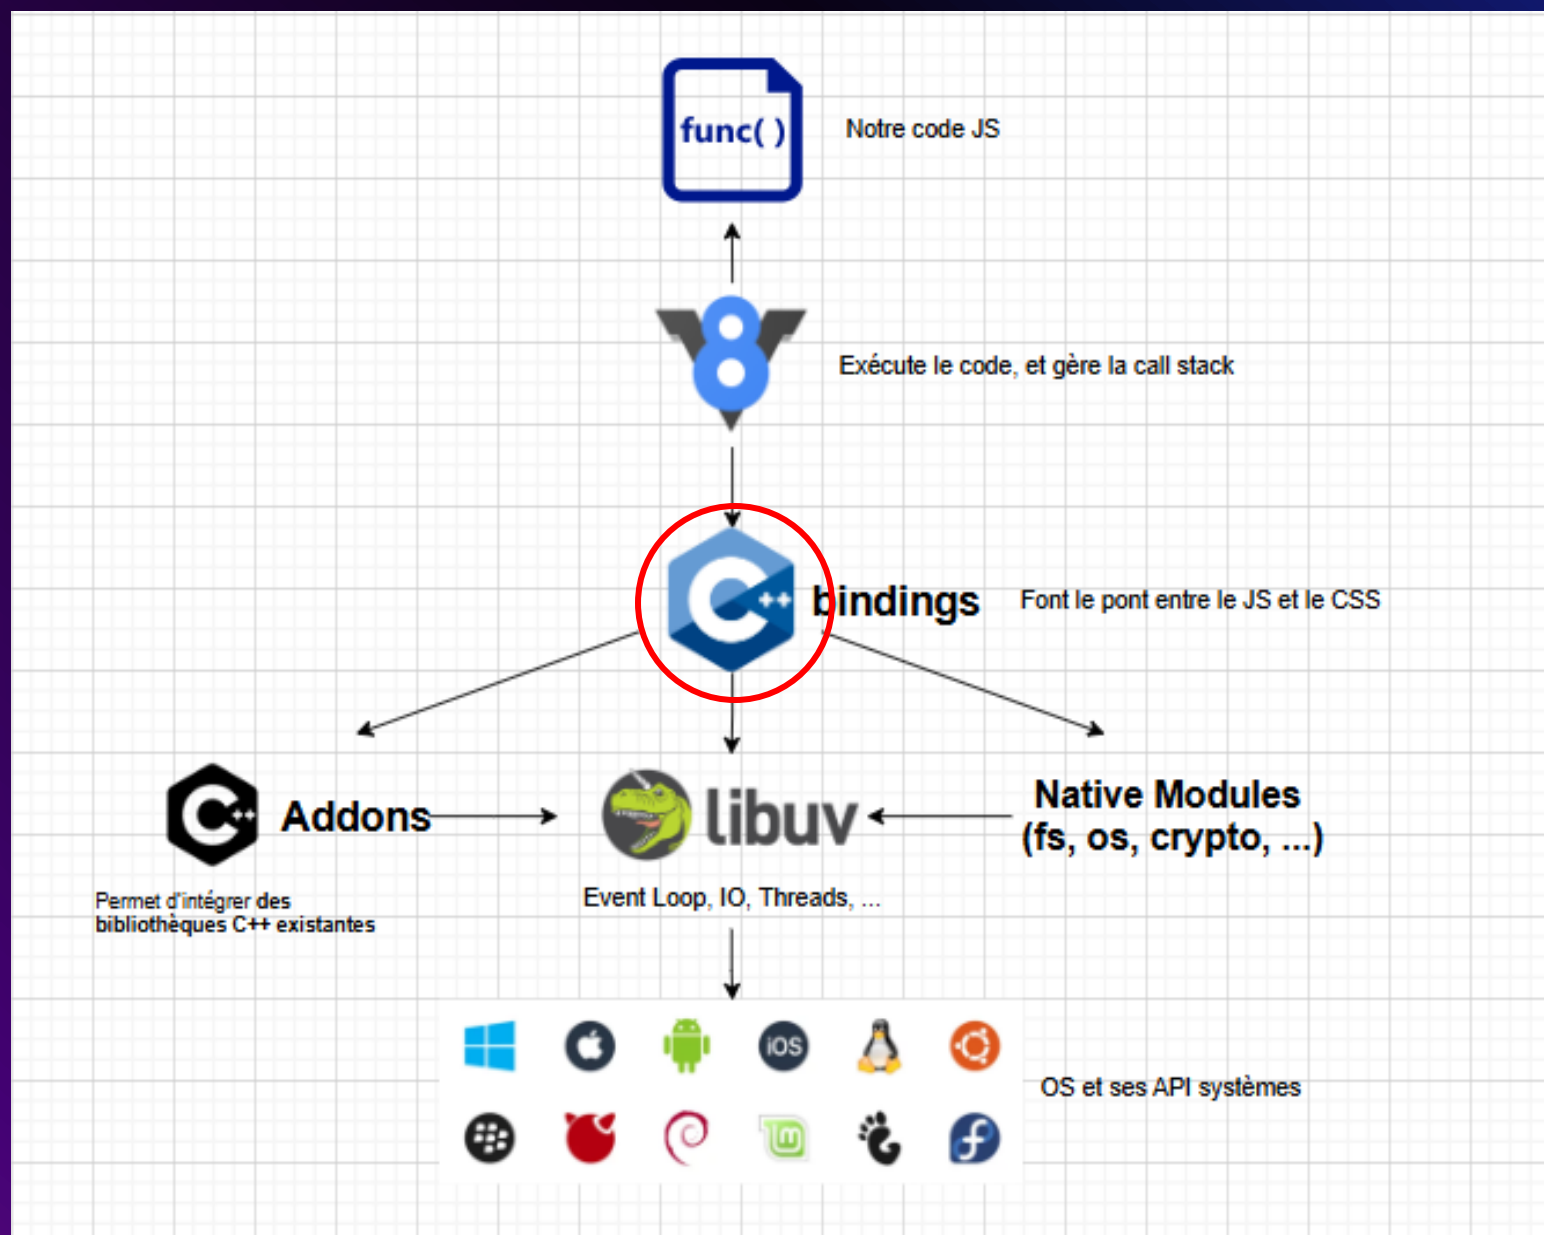 func( )
Notre code JS
Exécute le code, et gère la call stack
C++ bindings
Font le pont entre le JS et le CSS
C++ Addons
Permet d'intégrer des
bibliothèques C++ existantes
libuv
Event Loop, IO, Threads, ...
Native Modules
(fs, os, crypto, ...)
iOS
OS et ses API systèmes